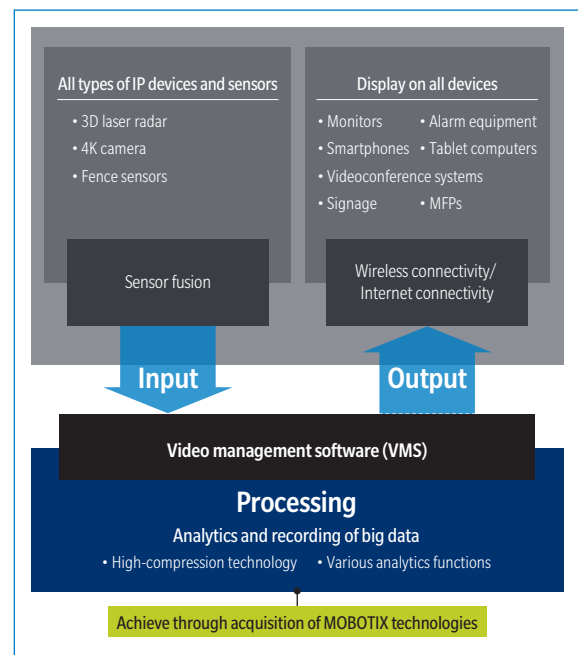 All types of IP devices and sensors
• 3D laser radar
• 4K camera
• Fence sensors
Sensor fusion
Display on all devices
• Monitors • Alarm equipment
• Smartphones • Tablet computers
• Videoconference systems
• Signage • MFPs
Wireless connectivity/
Internet connectivity
Input
Output
Video management software (VMS)
Processing
Analytics and recording of big data
• High-compression technology • Various analytics functions
Achieve through acquisition of MOBOTIX technologies